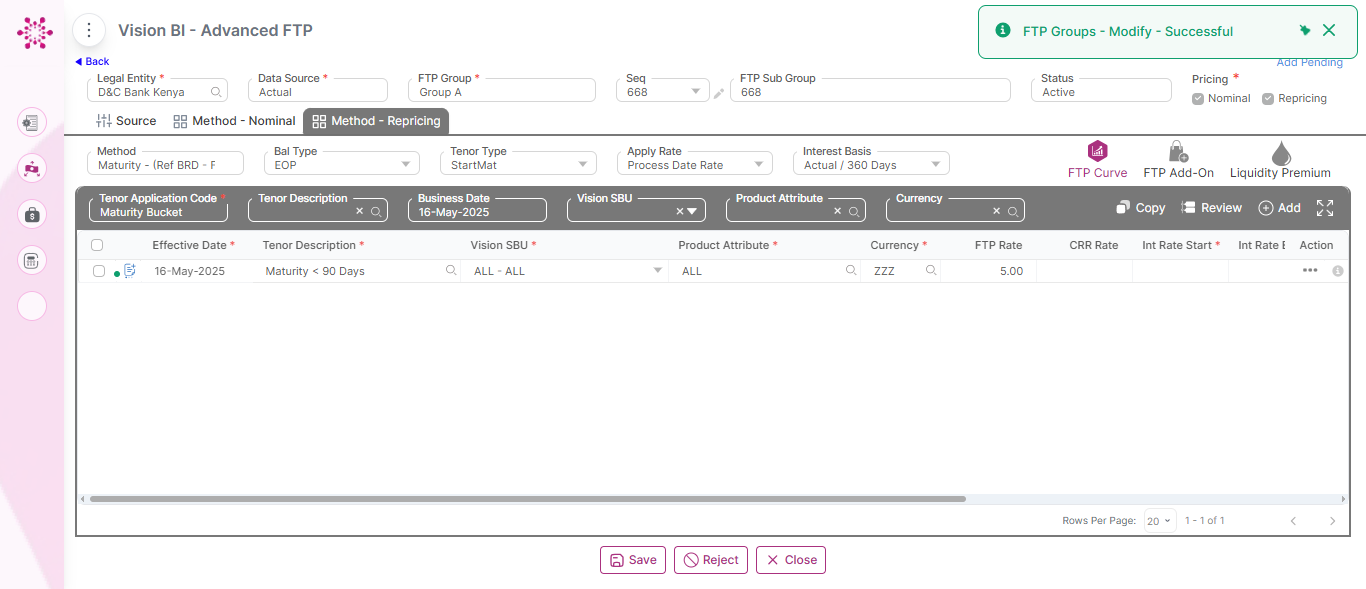 Vision BI - Advanced FTP
FTP Groups - Modify - Successful
Back
Add Pending
Legal Entity *
D&C Bank Kenya
Data Source *
Actual
FTP Group *
Group A
Seq
668
FTP Sub Group
668
Status
Active
Pricing *
Nominal
Repricing
Source
Method - Nominal
Method - Repricing
Method
Maturity - (Ref BRD - F
Bal Type
EOP
Tenor Type
StartMat
Apply Rate
Process Date Rate
Interest Basis
Actual / 360 Days
FTP Curve
FTP Add-On
Liquidity Premium
Tenor Application Code *
Maturity Bucket
Tenor Description
Business Date
16-May-2025
Vision SBU
Product Attribute
Currency
Copy
Review
Add
Effective Date * Tenor Description * Vision SBU * Product Attribute * Currency * FTP Rate CRR Rate Int Rate Start * Int Rate E Action
16-May-2025 Maturity < 90 Days ALL - ALL ALL ZZZ 5.00
Rows Per Page: 20 1 - 1 of 1
Save
Reject
Close